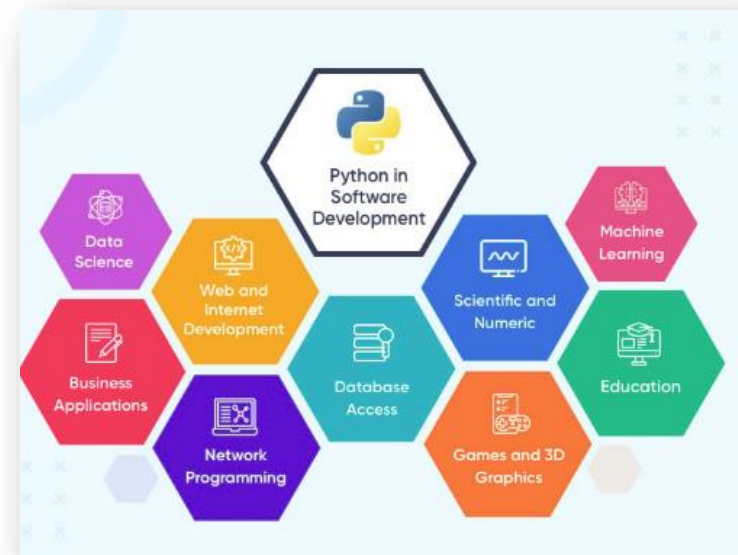 Python in
Software
Development
Data
Science
Web and
Internet
Development
Scientific and
Numeric
Machine
Learning
Business
Applications
Database
Access
Education
Network
Programming
Games and 3D
Graphics